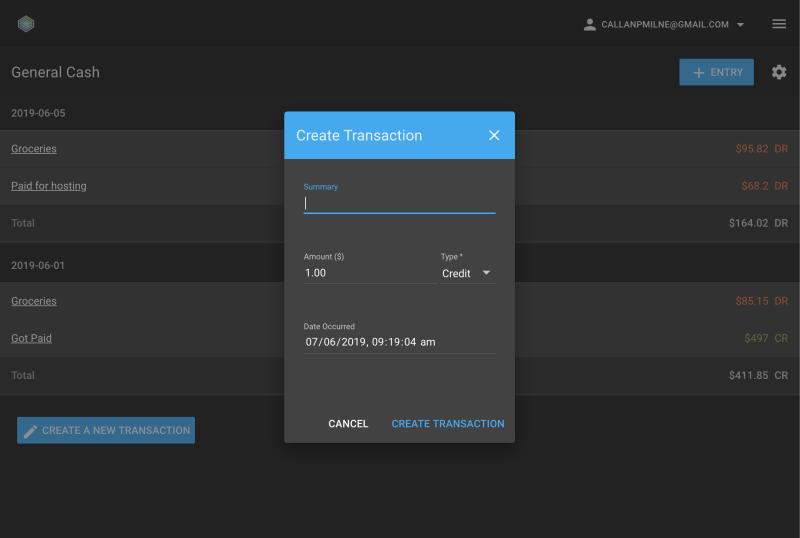 CALLANPMILNE@GMAIL.COM
General Cash
ENTRY
2019-06-05
Groceries $95.82 DR
Paid for hosting $68.2 DR
Total $164.02 DR
2019-06-01
Groceries $85.15 DR
Got Paid $497 CR
Total $411.85 CR
CREATE A NEW TRANSACTION
Create Transaction
Summary
Amount ($) Type *
1.00 Credit
Date Occurred
07/06/2019, 09:19:04 am
CANCEL CREATE TRANSACTION